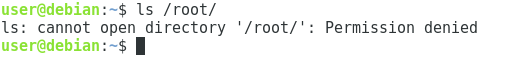 user@debian:~$ ls /root/
ls: cannot open directory '/root/': Permission denied
user@debian:~$